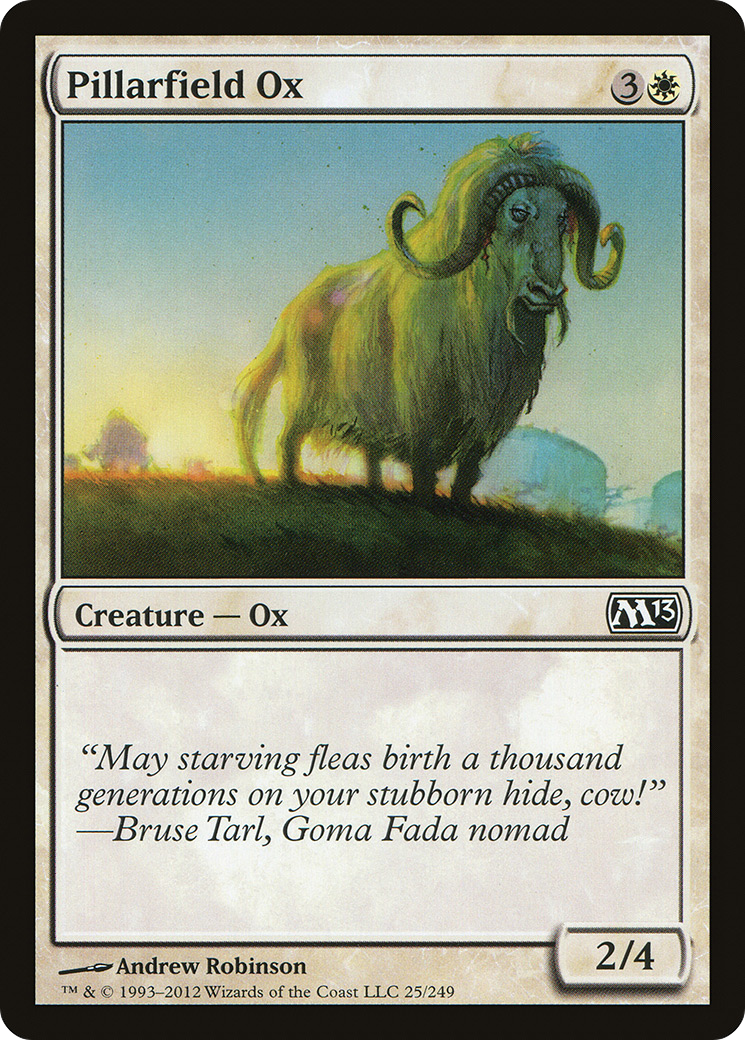 Pillarfield Ox 3
Creature — Ox M13
“May starving fleas birth a thousand
generations on your stubborn hide, cow!”
—Bruse Tarl, Goma Fada nomad
2/4
Andrew Robinson
™ & © 1993–2012 Wizards of the Coast LLC 25/249